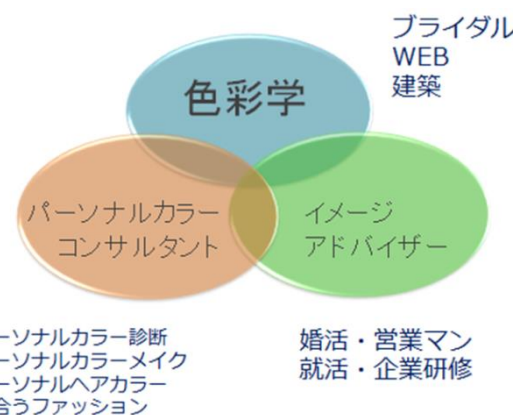 ブライダル
WEB
建築
色彩学
パーソナルカラー
コンサルタント
イメージ
アドバイザー
ーソナルカラー診断
ーソナルカラーメイク
ーソナルヘアカラー
合うファッション
婚活・営業マン
就活・企業研修